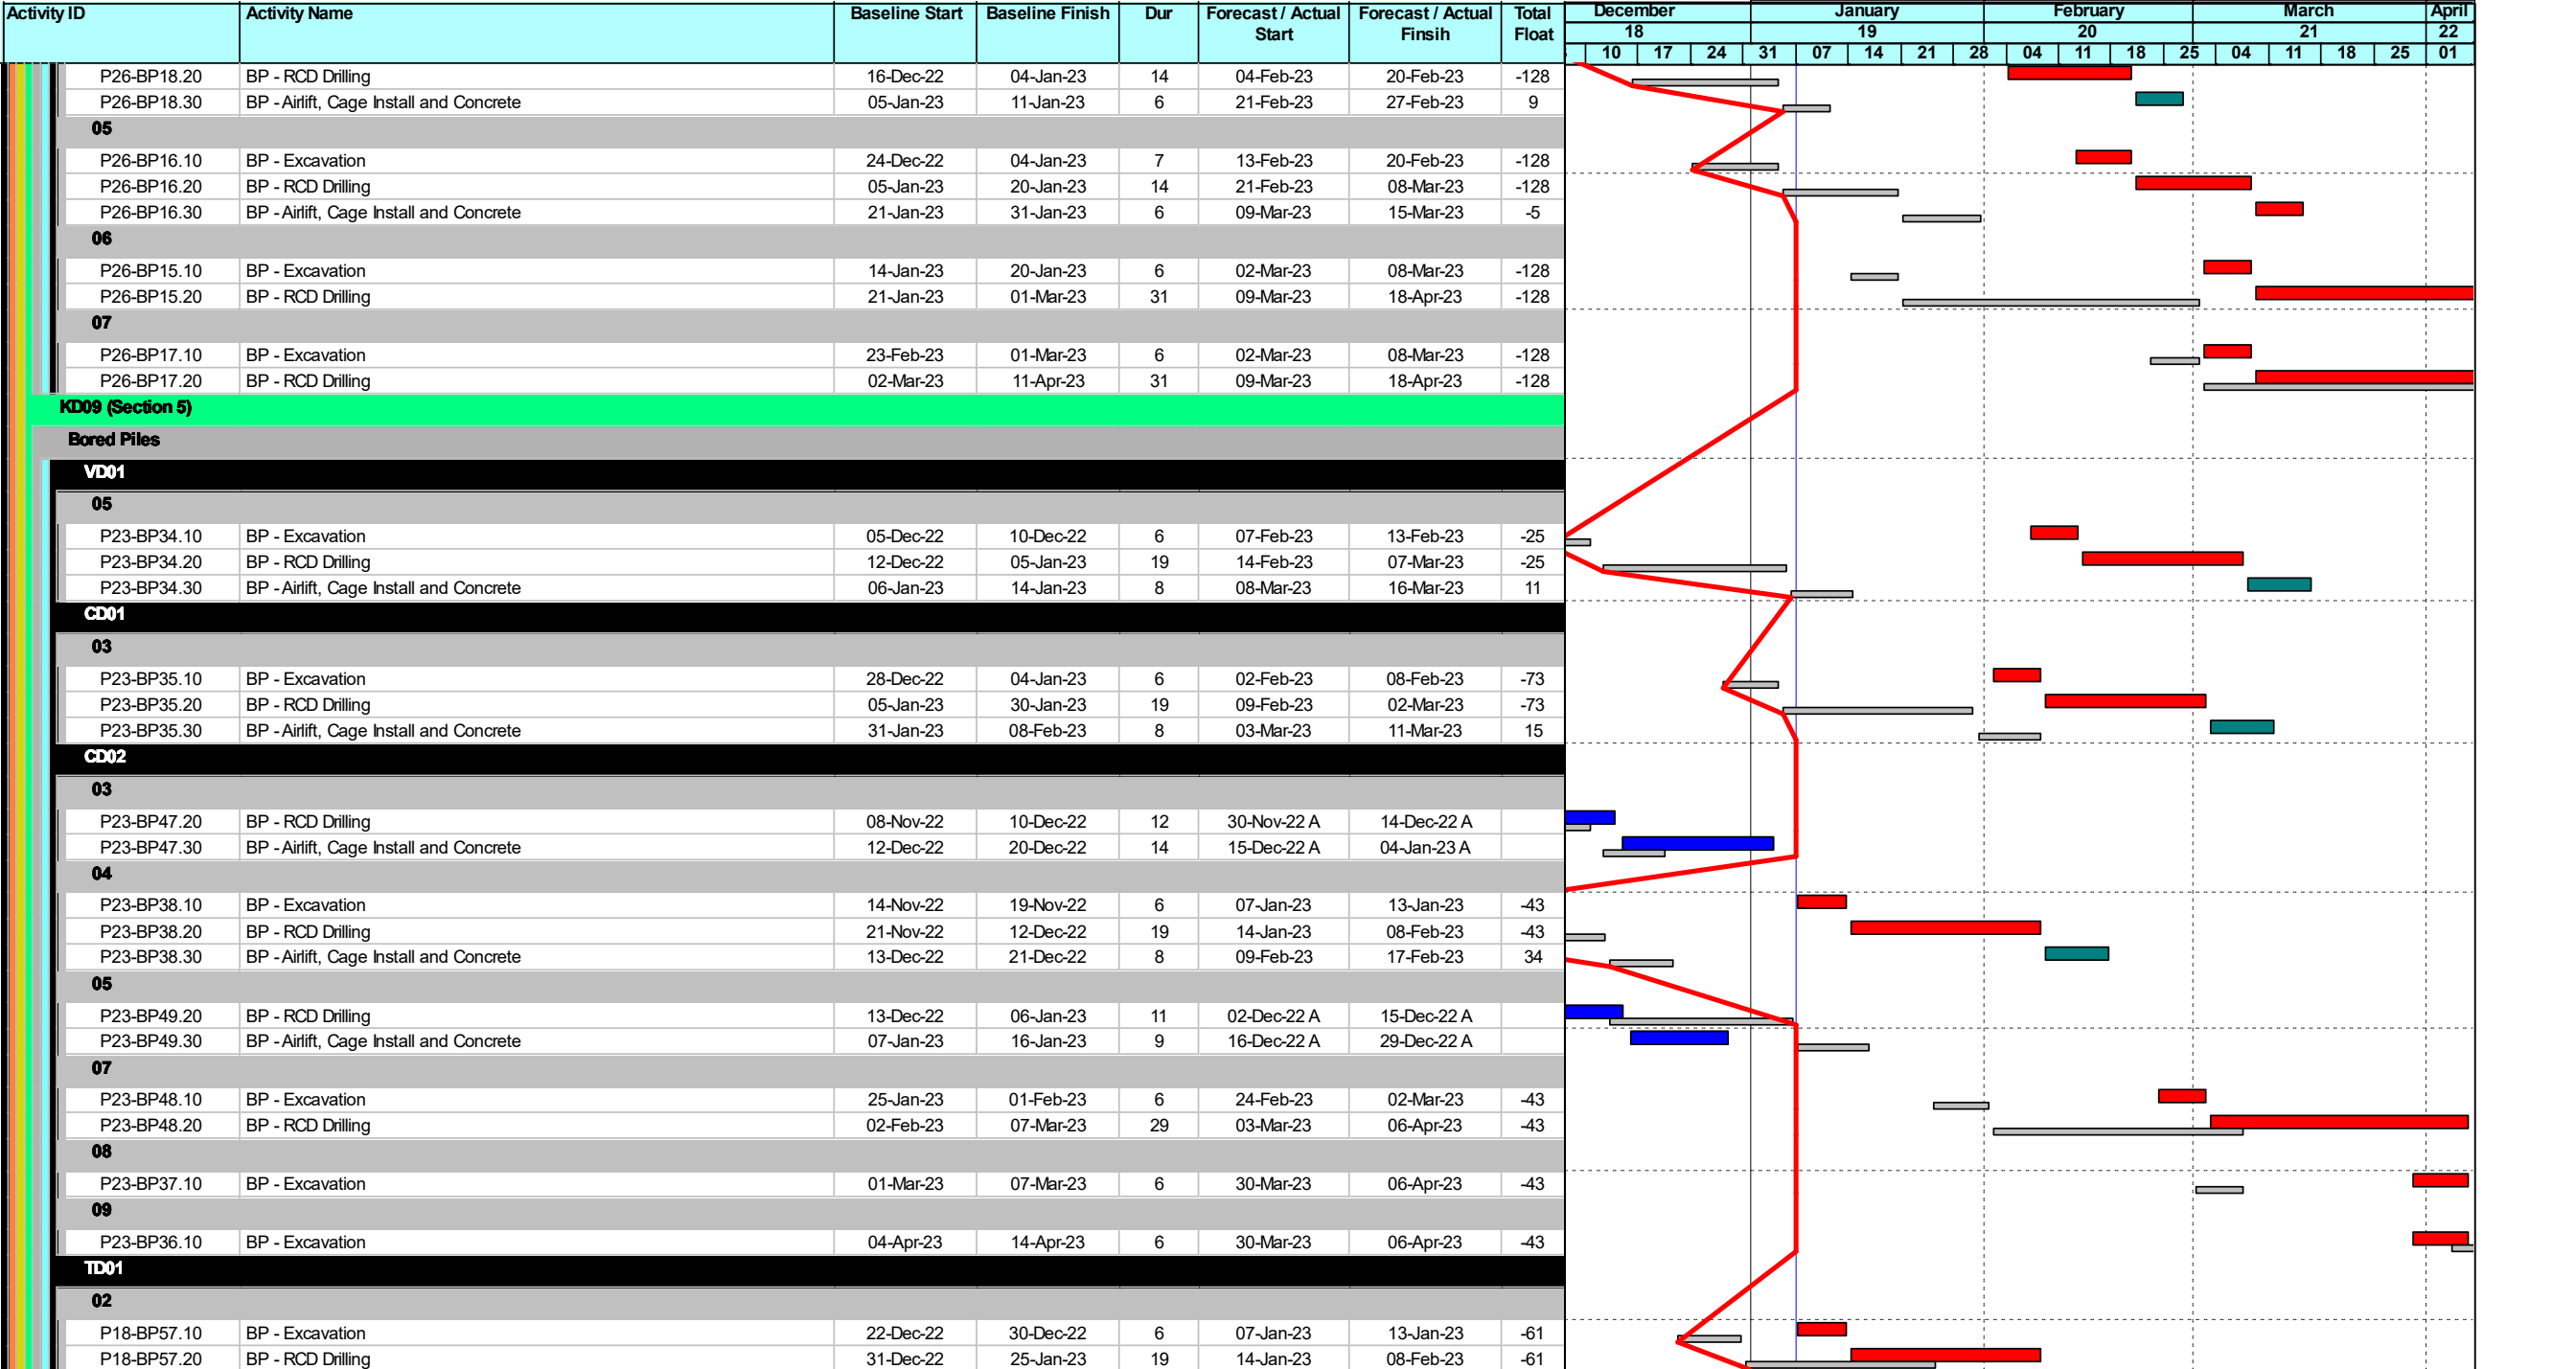 Activity ID Activity Name Baseline Start Baseline Finish Dur Forecast / Actual Start Forecast / Actual Finsih Total Float
December January February March April
18 19 20 21 22
10 17 24 31 07 14 21 28 04 11 18 25 04 11 18 25 01
P26-BP18.20 BP - RCD Drilling 16-Dec-22 04-Jan-23 14 04-Feb-23 20-Feb-23 -128
P26-BP18.30 BP - Airlift, Cage Install and Concrete 05-Jan-23 11-Jan-23 6 21-Feb-23 27-Feb-23 9
05
P26-BP16.10 BP - Excavation 24-Dec-22 04-Jan-23 7 13-Feb-23 20-Feb-23 -128
P26-BP16.20 BP - RCD Drilling 05-Jan-23 20-Jan-23 14 21-Feb-23 08-Mar-23 -128
P26-BP16.30 BP - Airlift, Cage Install and Concrete 21-Jan-23 31-Jan-23 6 09-Mar-23 15-Mar-23 -5
06
P26-BP15.10 BP - Excavation 14-Jan-23 20-Jan-23 6 02-Mar-23 08-Mar-23 -128
P26-BP15.20 BP - RCD Drilling 21-Jan-23 01-Mar-23 31 09-Mar-23 18-Apr-23 -128
07
P26-BP17.10 BP - Excavation 23-Feb-23 01-Mar-23 6 02-Mar-23 08-Mar-23 -128
P26-BP17.20 BP - RCD Drilling 02-Mar-23 11-Apr-23 31 09-Mar-23 18-Apr-23 -128
KD09 (Section 5)
Bored Piles
VD01
05
P23-BP34.10 BP - Excavation 05-Dec-22 10-Dec-22 6 07-Feb-23 13-Feb-23 -25
P23-BP34.20 BP - RCD Drilling 12-Dec-22 05-Jan-23 19 14-Feb-23 07-Mar-23 -25
P23-BP34.30 BP - Airlift, Cage Install and Concrete 06-Jan-23 14-Jan-23 8 08-Mar-23 16-Mar-23 11
CD01
03
P23-BP35.10 BP - Excavation 28-Dec-22 04-Jan-23 6 02-Feb-23 08-Feb-23 -73
P23-BP35.20 BP - RCD Drilling 05-Jan-23 30-Jan-23 19 09-Feb-23 02-Mar-23 -73
P23-BP35.30 BP - Airlift, Cage Install and Concrete 31-Jan-23 08-Feb-23 8 03-Mar-23 11-Mar-23 15
CD02
03
P23-BP47.20 BP - RCD Drilling 08-Nov-22 10-Dec-22 12 30-Nov-22 A 14-Dec-22 A
P23-BP47.30 BP - Airlift, Cage Install and Concrete 12-Dec-22 20-Dec-22 14 15-Dec-22 A 04-Jan-23 A
04
P23-BP38.10 BP - Excavation 14-Nov-22 19-Nov-22 6 07-Jan-23 13-Jan-23 -43
P23-BP38.20 BP - RCD Drilling 21-Nov-22 12-Dec-22 19 14-Jan-23 08-Feb-23 -43
P23-BP38.30 BP - Airlift, Cage Install and Concrete 13-Dec-22 21-Dec-22 8 09-Feb-23 17-Feb-23 34
05
P23-BP49.20 BP - RCD Drilling 13-Dec-22 06-Jan-23 11 02-Dec-22 A 15-Dec-22 A
P23-BP49.30 BP - Airlift, Cage Install and Concrete 07-Jan-23 16-Jan-23 9 16-Dec-22 A 29-Dec-22 A
07
P23-BP48.10 BP - Excavation 25-Jan-23 01-Feb-23 6 24-Feb-23 02-Mar-23 -43
P23-BP48.20 BP - RCD Drilling 02-Feb-23 07-Mar-23 29 03-Mar-23 06-Apr-23 -43
08
P23-BP37.10 BP - Excavation 01-Mar-23 07-Mar-23 6 30-Mar-23 06-Apr-23 -43
09
P23-BP36.10 BP - Excavation 04-Apr-23 14-Apr-23 6 30-Mar-23 06-Apr-23 -43
TD01
02
P18-BP57.10 BP - Excavation 22-Dec-22 30-Dec-22 6 07-Jan-23 13-Jan-23 -61
P18-BP57.20 BP - RCD Drilling 31-Dec-22 25-Jan-23 19 14-Jan-23 08-Feb-23 -61